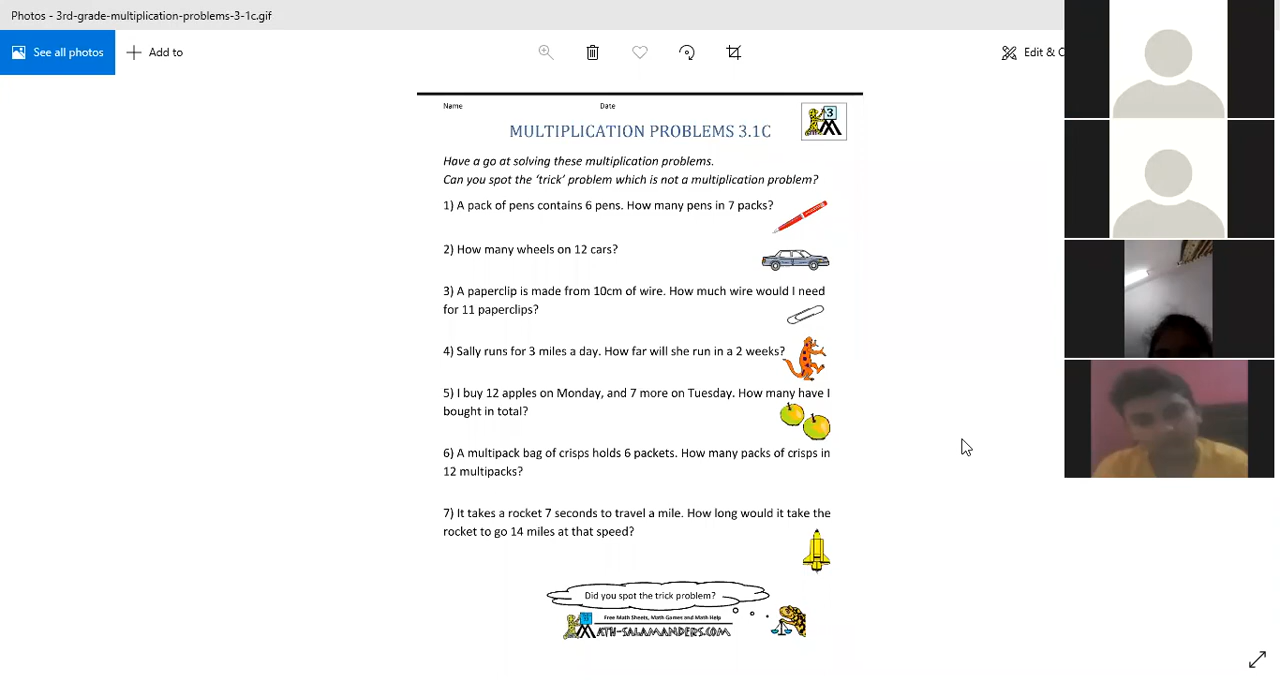 Photos - 3rd-grade-multiplication-problems-3-1c.gif
See all photos
Add to
Edit & C
Name
Date
3
MULTIPLICATION PROBLEMS 3.1C
Have a go at solving these multiplication problems.
Can you spot the ‘trick’ problem which is not a multiplication problem?
1) A pack of pens contains 6 pens. How many pens in 7 packs?
2) How many wheels on 12 cars?
3) A paperclip is made from 10cm of wire. How much wire would I need
for 11 paperclips?
4) Sally runs for 3 miles a day. How far will she run in a 2 weeks?
5) I buy 12 apples on Monday, and 7 more on Tuesday. How many have I
bought in total?
6) A multipack bag of crisps holds 6 packets. How many packs of crisps in
12 multipacks?
7) It takes a rocket 7 seconds to travel a mile. How long would it take the
rocket to go 14 miles at that speed?
Did you spot the trick problem?
Free Math Sheets, Math Games and Math Help
MATH-SALAMANDERS.COM